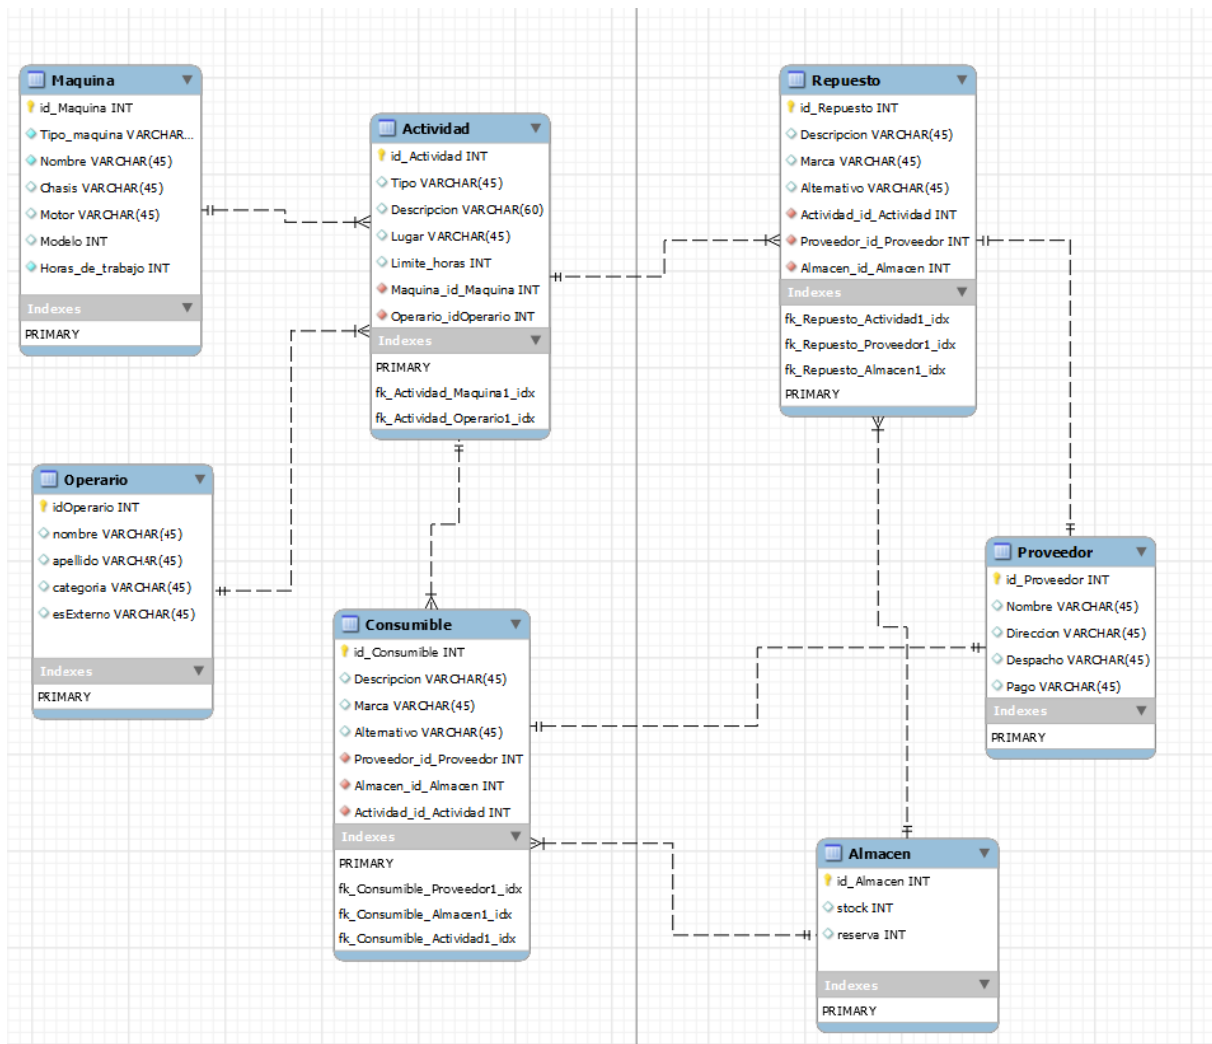 Maquina
id_Maquina INT
Tipo_maquina VARCHAR...
Nombre VARCHAR(45)
Chasis VARCHAR(45)
Motor VARCHAR(45)
Modelo INT
Horas_de_trabajo INT
Indexes
PRIMARY
Actividad
id_Actividad INT
Tipo VARCHAR(45)
Descripcion VARCHAR(60)
Lugar VARCHAR(45)
Limite_horas INT
Maquina_id_Maquina INT
Operario_idOperario INT
Indexes
PRIMARY
fk_Actividad_Maquina1_idx
fk_Actividad_Operario1_idx
Repuesto
id_Repuesto INT
Descripcion VARCHAR(45)
Marca VARCHAR(45)
Alternativo VARCHAR(45)
Actividad_id_Actividad INT
Proveedor_id_Proveedor INT
Almacen_id_Almacen INT
Indexes
fk_Repuesto_Actividad1_idx
fk_Repuesto_Proveedor1_idx
fk_Repuesto_Almacen1_idx
PRIMARY
Operario
idOperario INT
nombre VARCHAR(45)
apellido VARCHAR(45)
categoria VARCHAR(45)
esExterno VARCHAR(45)
Indexes
PRIMARY
Consumible
id_Consumible INT
Descripcion VARCHAR(45)
Marca VARCHAR(45)
Alternativo VARCHAR(45)
Proveedor_id_Proveedor INT
Almacen_id_Almacen INT
Actividad_id_Actividad INT
Indexes
PRIMARY
fk_Consumible_Proveedor1_idx
fk_Consumible_Almacen1_idx
fk_Consumible_Actividad1_idx
Proveedor
id_Proveedor INT
Nombre VARCHAR(45)
Direccion VARCHAR(45)
Despacho VARCHAR(45)
Pago VARCHAR(45)
Indexes
PRIMARY
Almacen
id_Almacen INT
stock INT
reserva INT
Indexes
PRIMARY